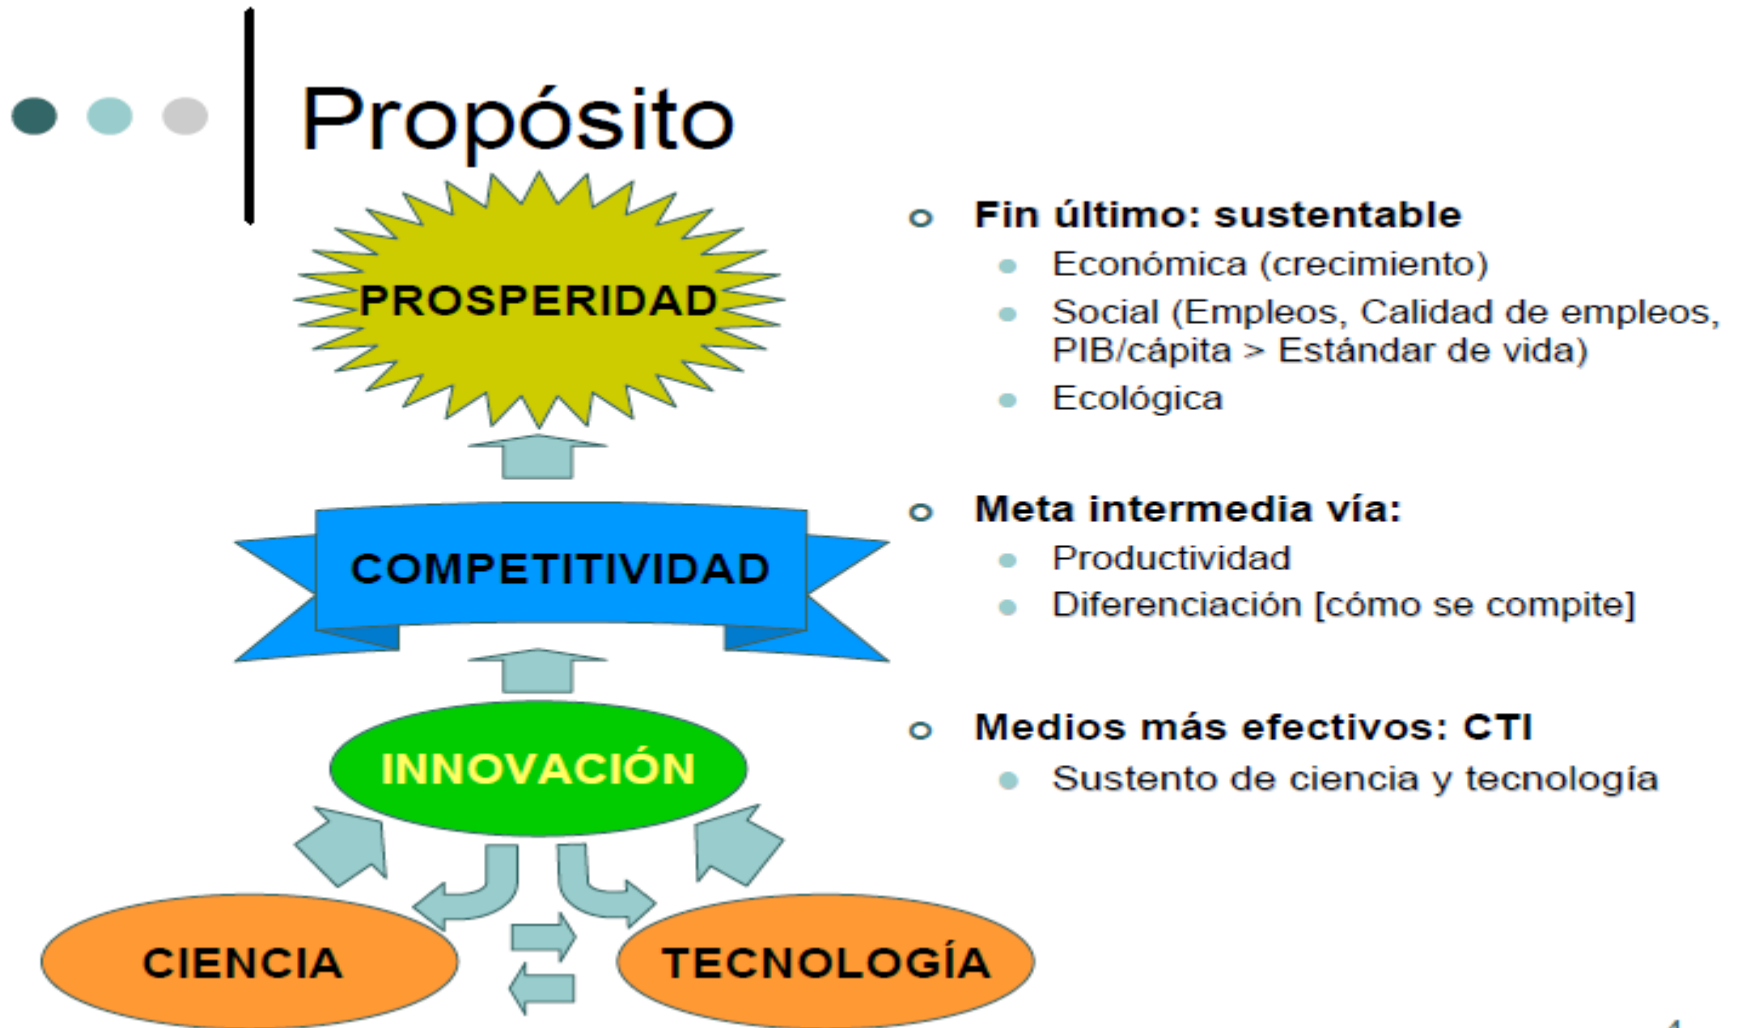 Propósito
PROSPERIDAD
COMPETITIVIDAD
INNOVACIÓN
CIENCIA
TECNOLOGÍA
Fin último: sustentable
Económica (crecimiento)
Social (Empleos, Calidad de empleos,
PIB/cápita > Estándar de vida)
Ecológica
Meta intermedia vía:
Productividad
Diferenciación [cómo se compite]
Medios más efectivos: CTI
Sustento de ciencia y tecnología